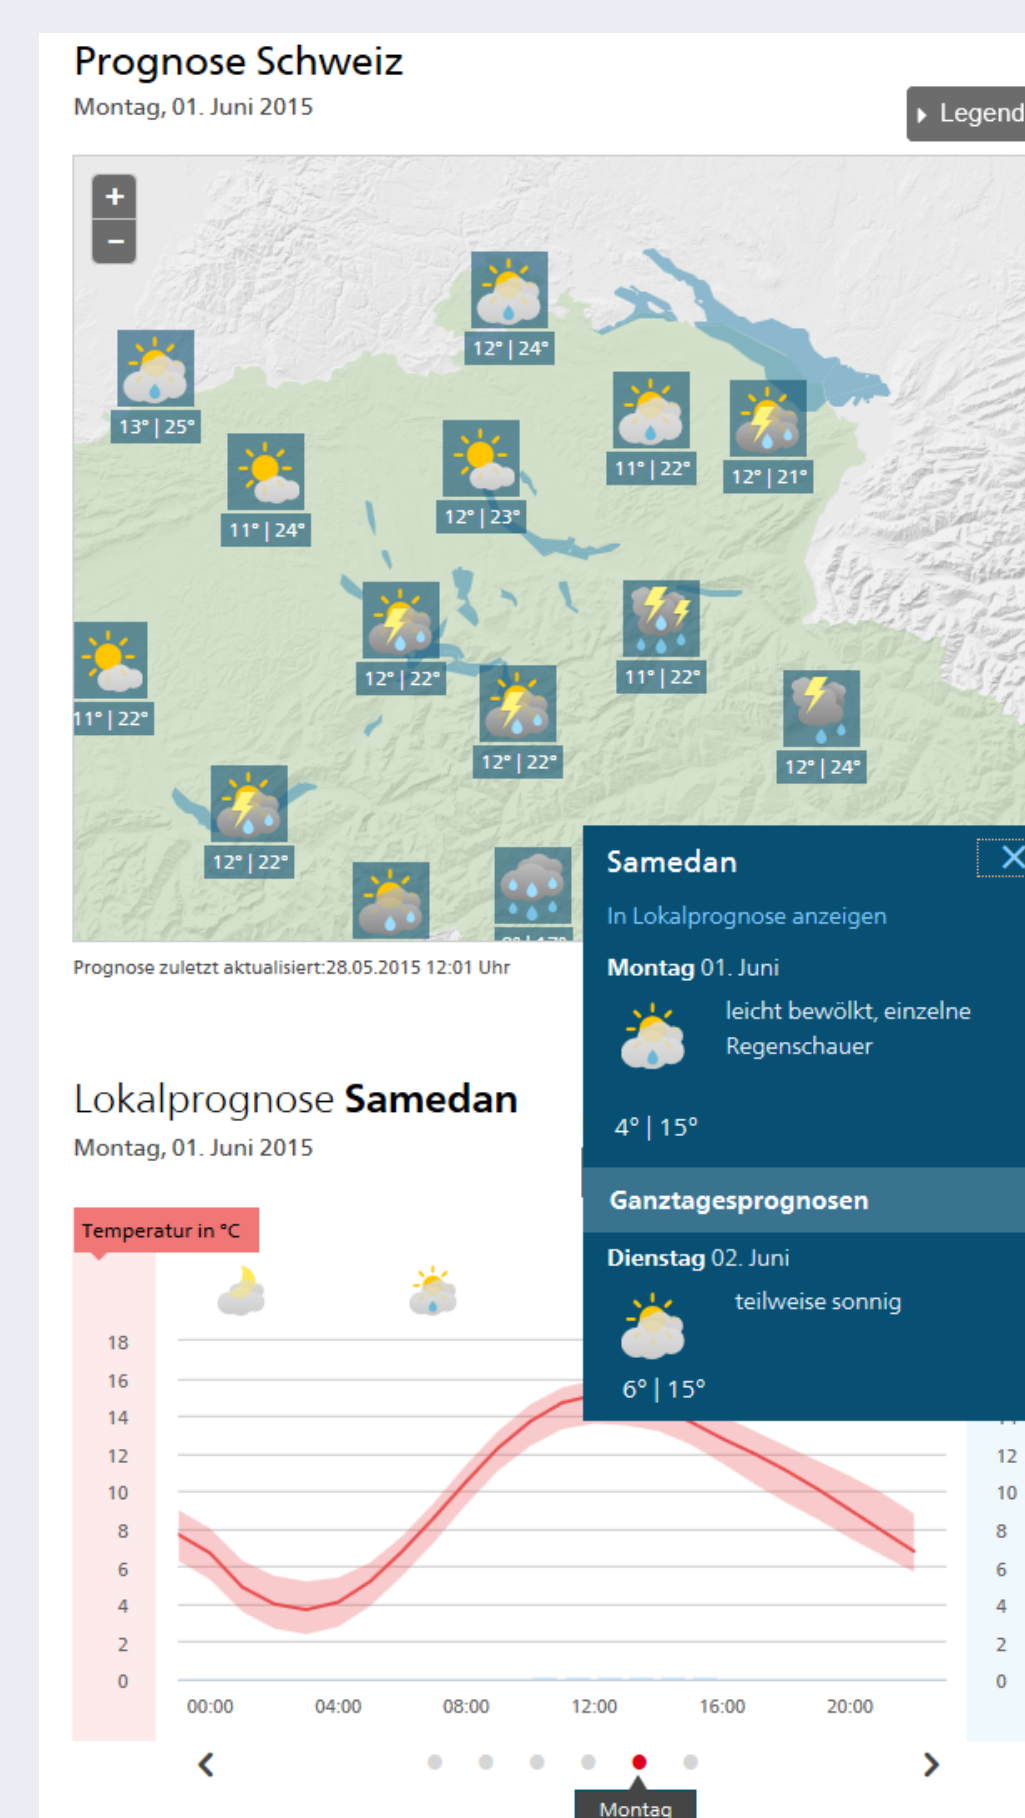 Prognose Schweiz
Montag, 01. Juni 2015
Legend
+
−
12° | 24°
13° | 25°
11° | 22°
12° | 21°
11° | 24°
12° | 23°
12° | 22°
11° | 22°
11° | 22°
12° | 22°
12° | 24°
12° | 22°
Prognose zuletzt aktualisiert:28.05.2015 12:01 Uhr
Samedan
In Lokalprognose anzeigen
Montag 01. Juni
leicht bewölkt, einzelne
Regenschauer
4° | 15°
Ganztagesprognosen
Dienstag 02. Juni
teilweise sonnig
6° | 15°
Lokalprognose Samedan
Montag, 01. Juni 2015
Temperatur in °C
18
16
14
12 12
10 10
8 8
6 6
4 4
2 2
0 0
00:00 04:00 08:00 12:00 16:00 20:00
Montag